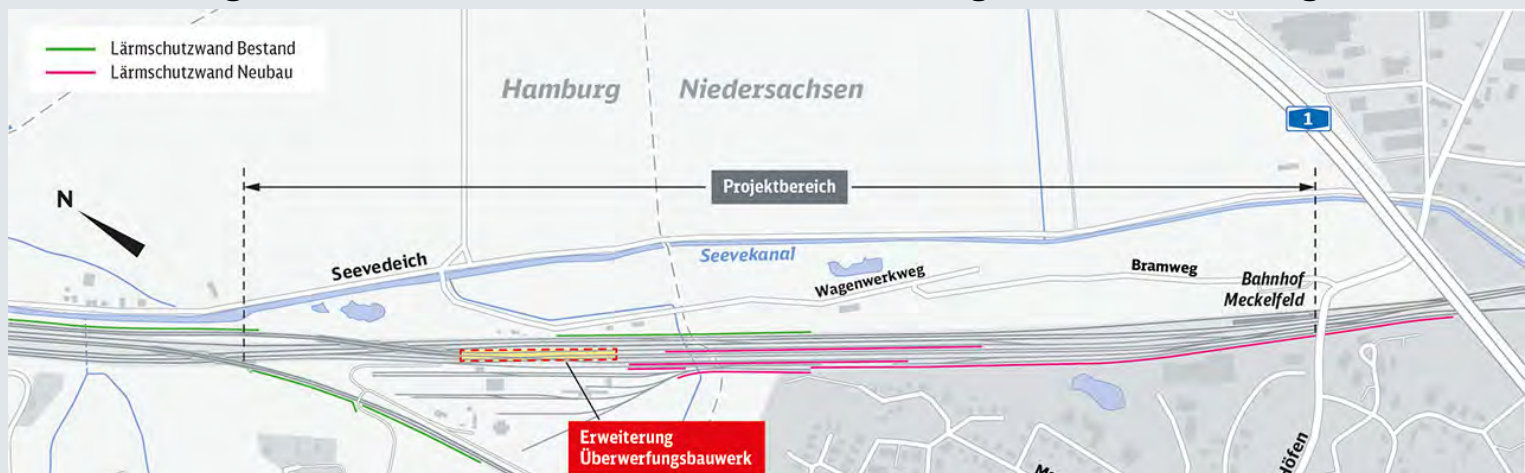 Lärmschutzwand Bestand
Lärmschutzwand Neubau
Hamburg
Niedersachsen
1
Projektbereich
N
Seevedeich
Seevekanal
Wagenwerkweg
Bramweg
Bahnhof
Meckelfeld
Erweiterung
Überwerfungsbauwerk